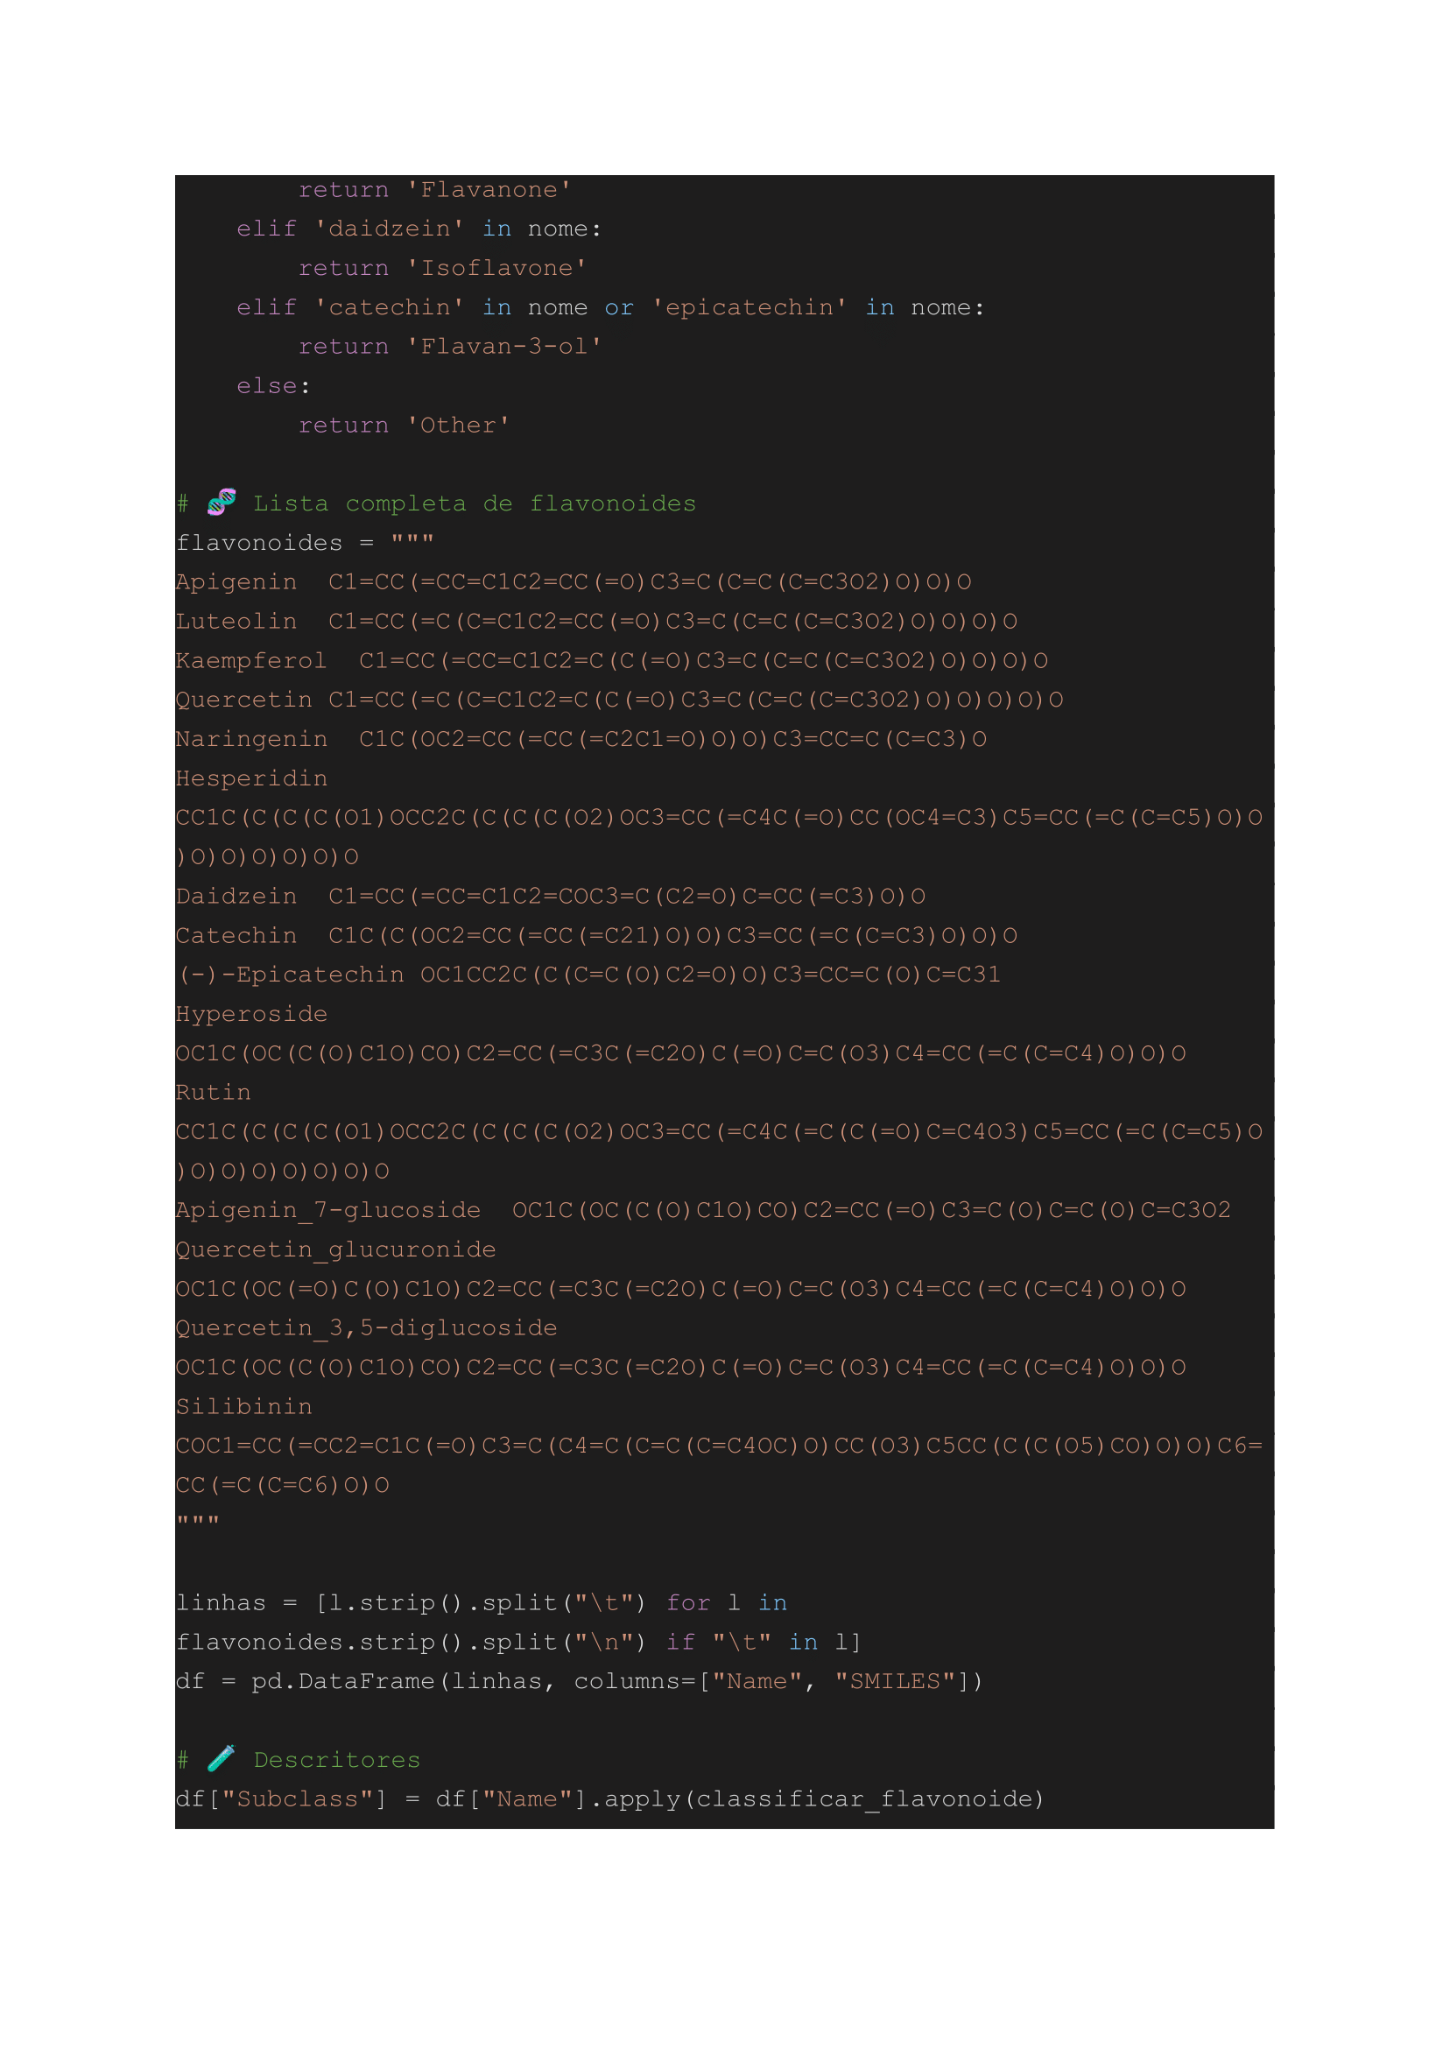 return 'Flavanone'
    elif 'daidzein' in nome:
        return 'Isoflavone'
    elif 'catechin' in nome or 'epicatechin' in nome:
        return 'Flavan-3-ol'
    else:
        return 'Other'

# 🧬 Lista completa de flavonoides
flavonoides = """
Apigenin  C1=CC(=CC=C1C2=CC(=O)C3=C(C=C(C=C3O2)O)O)O
Luteolin  C1=CC(=C(C=C1C2=CC(=O)C3=C(C=C(C=C3O2)O)O)O)O
Kaempferol  C1=CC(=CC=C1C2=C(C(=O)C3=C(C=C(C=C3O2)O)O)O)O
Quercetin C1=CC(=C(C=C1C2=C(C(=O)C3=C(C=C(C=C3O2)O)O)O)O)O
Naringenin  C1C(OC2=CC(=CC(=C2C1=O)O)O)C3=CC=C(C=C3)O
Hesperidin
CC1C(C(C(C(O1)OCC2C(C(C(C(O2)OC3=CC(=C4C(=O)CC(OC4=C3)C5=CC(=C(C=C5)O)O
)O)O)O)O)O)O
Daidzein  C1=CC(=CC=C1C2=COC3=C(C2=O)C=CC(=C3)O)O
Catechin  C1C(C(OC2=CC(=CC(=C21)O)O)C3=CC(=C(C=C3)O)O)O
(-)-Epicatechin OC1CC2C(C(C=C(O)C2=O)O)C3=CC=C(O)C=C31
Hyperoside
OC1C(OC(C(O)C1O)CO)C2=CC(=C3C(=C2O)C(=O)C=C(O3)C4=CC(=C(C=C4)O)O)O
Rutin
CC1C(C(C(C(O1)OCC2C(C(C(C(O2)OC3=CC(=C4C(=C(C(=O)C=C4O3)C5=CC(=C(C=C5)O
)O)O)O)O)O)O)O
Apigenin_7-glucoside  OC1C(OC(C(O)C1O)CO)C2=CC(=O)C3=C(O)C=C(O)C=C3O2
Quercetin_glucuronide
OC1C(OC(=O)C(O)C1O)C2=CC(=C3C(=C2O)C(=O)C=C(O3)C4=CC(=C(C=C4)O)O)O
Quercetin_3,5-diglucoside
OC1C(OC(C(O)C1O)CO)C2=CC(=C3C(=C2O)C(=O)C=C(O3)C4=CC(=C(C=C4)O)O)O
Silibinin
COC1=CC(=CC2=C1C(=O)C3=C(C4=C(C=C(C=C4OC)O)CC(O3)C5CC(C(C(O5)CO)O)O)C6=
CC(=C(C=C6)O)O
"""

linhas = [l.strip().split("\t") for l in
flavonoides.strip().split("\n") if "\t" in l]
df = pd.DataFrame(linhas, columns=["Name", "SMILES"])

# 🧪 Descritores
df["Subclass"] = df["Name"].apply(classificar_flavonoide)